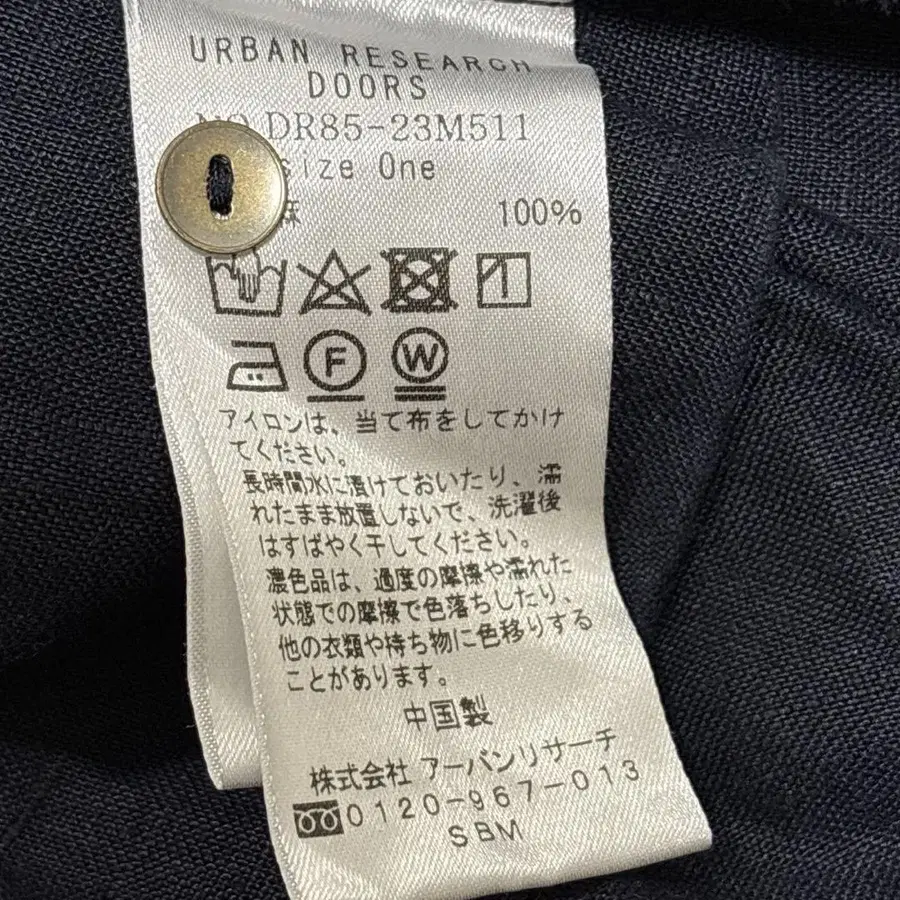 URBAN RESEARCH
DOORS
NO.DR85-23M511
size One
麻 100%
F W
アイロンは、当て布をしてかけ
てください。
長時間水に漬けておいたり、濡
れたまま放置しないで、洗濯後
はすばやく干してください。
濃色品は、過度の摩擦や濡れた
状態での摩擦で色落ちしたり、
他の衣類や持ち物に色移りする
ことがあります。
中国製
株式会社 アーバンリサーチ
0120-967-013
SBM